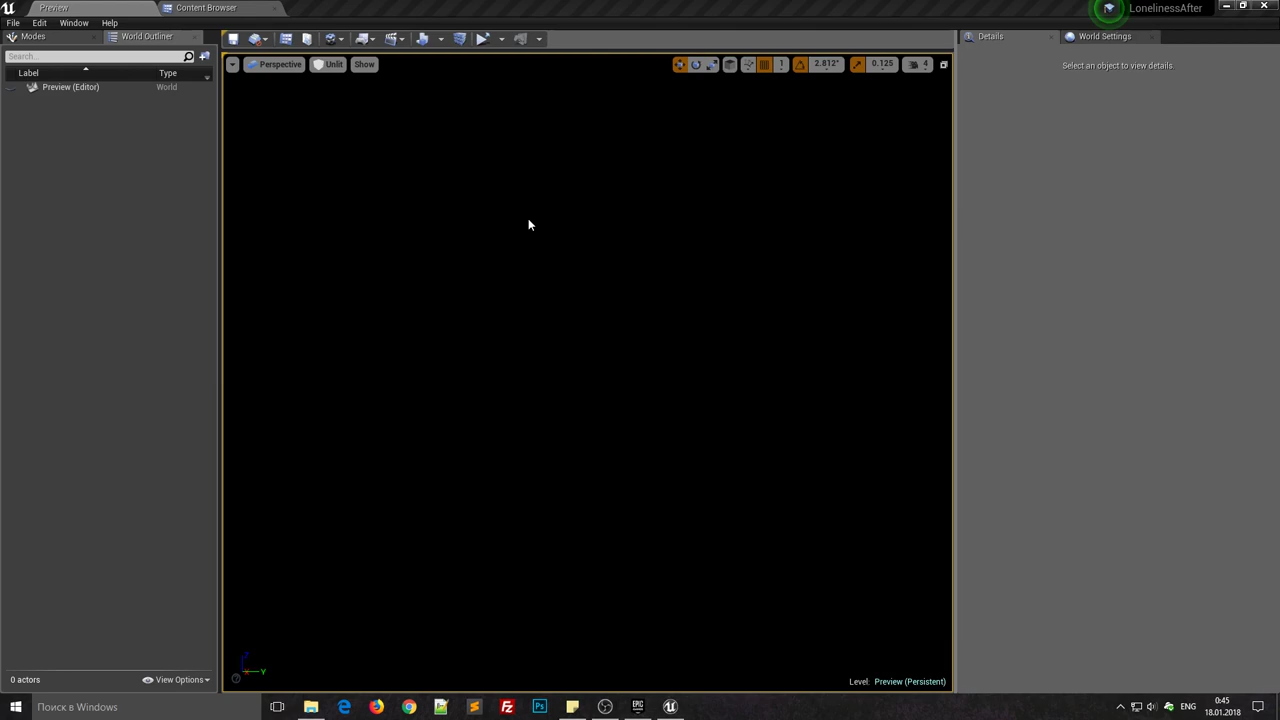 Preview
Content Browser
LonelinessAfter
File Edit Window Help
Modes
World Outliner
Details
World Settings
Search...
Perspective
Unlit
Show
1
2.812°
0.125
4
Select an object to view details.
Label
Type
Preview (Editor)
World
Z
Y
0 actors
View Options
Level: Preview (Persistent)
Поиск в Windows
ENG
0:45
18.01.2018